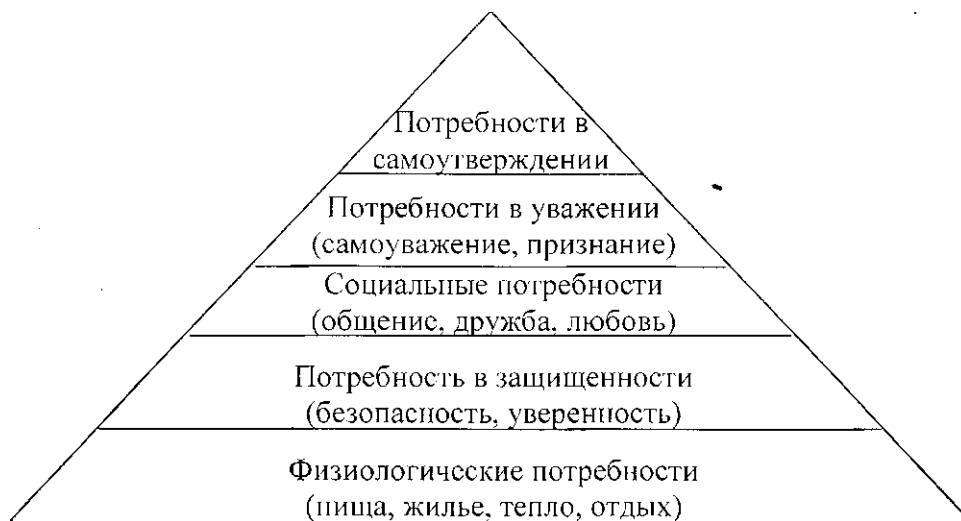 Потребности в
самоутверждении
Потребности в уважении
(самоуважение, признание)
Социальные потребности
(общение, дружба, любовь)
Потребность в защищенности
(безопасность, уверенность)
Физиологические потребности
(пища, жилье, тепло, отдых)